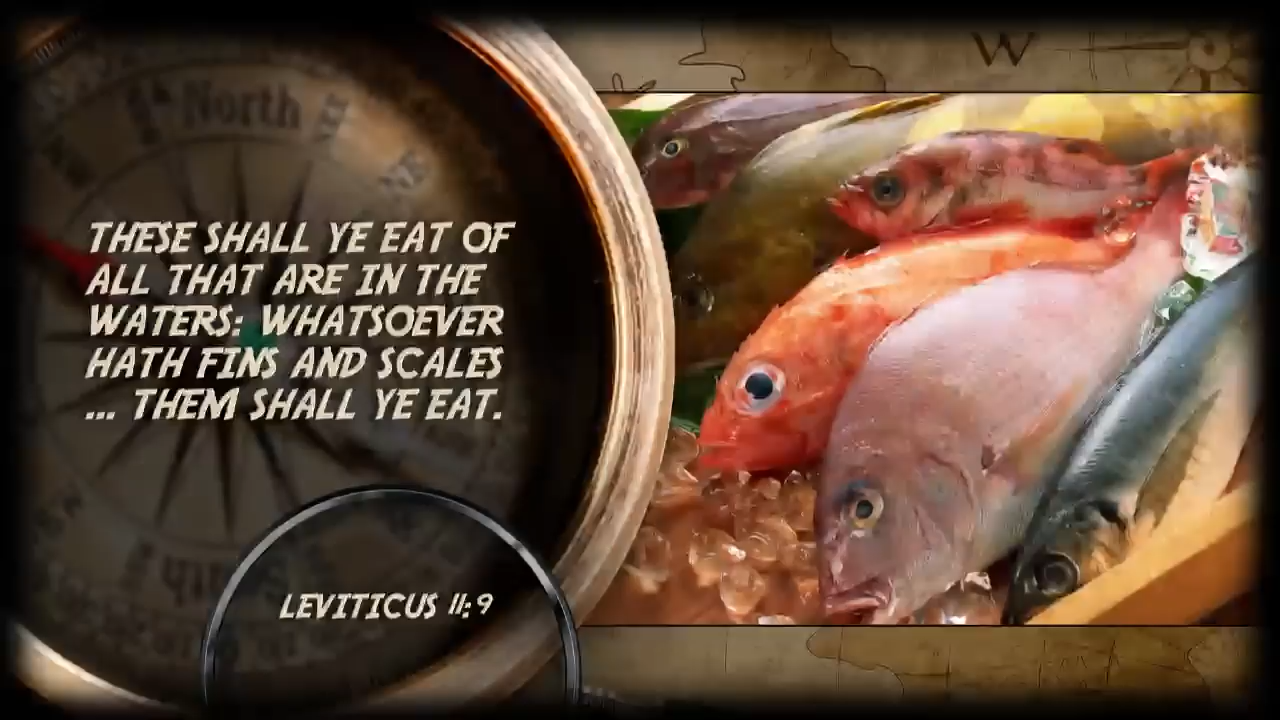 W
North
NE
THESE SHALL YE EAT OF
ALL THAT ARE IN THE
WATERS: WHATSOEVER
HATH FINS AND SCALES
... THEM SHALL YE EAT.
LEVITICUS 11:9